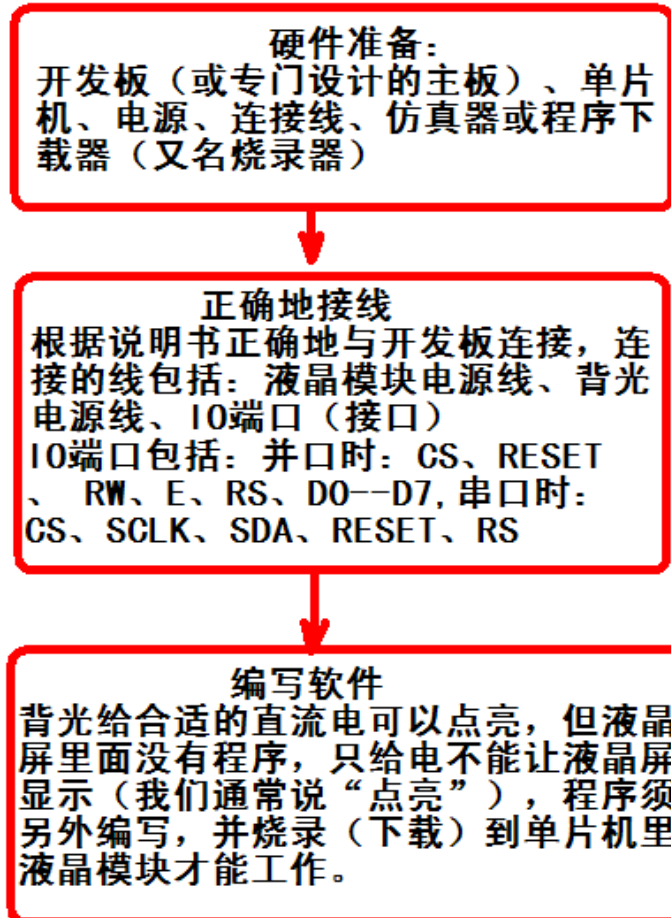 硬件准备:
开发板（或专门设计的主板）、单片
机、电源、连接线、仿真器或程序下
载器（又名烧录器）
正确地接线
根据说明书正确地与开发板连接，连
接的线包括：液晶模块电源线、背光
电源线、IO端口（接口）
IO端口包括：并口时：CS、RESET
、 RW、E、RS、D0--D7,串口时：
CS、SCLK、SDA、RESET、RS
编写软件
背光给合适的直流电可以点亮，但液晶
屏里面没有程序，只给电不能让液晶屏
显示（我们通常说“点亮”），程序须
另外编写，并烧录（下载）到单片机里
液晶模块才能工作。